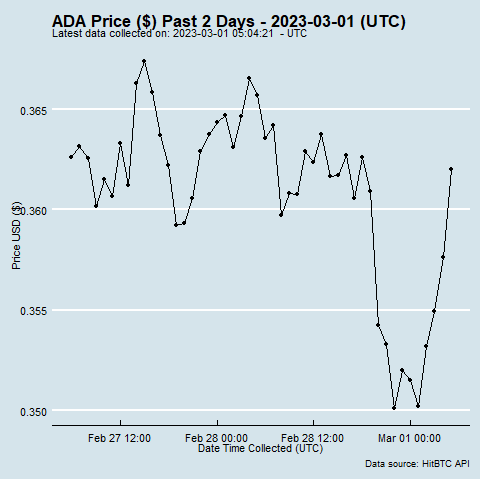 ADA Price ($) Past 2 Days - 2023-03-01 (UTC)
Latest data collected on: 2023-03-01 05:04:21 - UTC
0.365
0.360
0.355
0.350
Price USD ($)
Feb 27 12:00
Feb 28 00:00
Feb 28 12:00
Mar 01 00:00
Date Time Collected (UTC)
Data source: HitBTC API